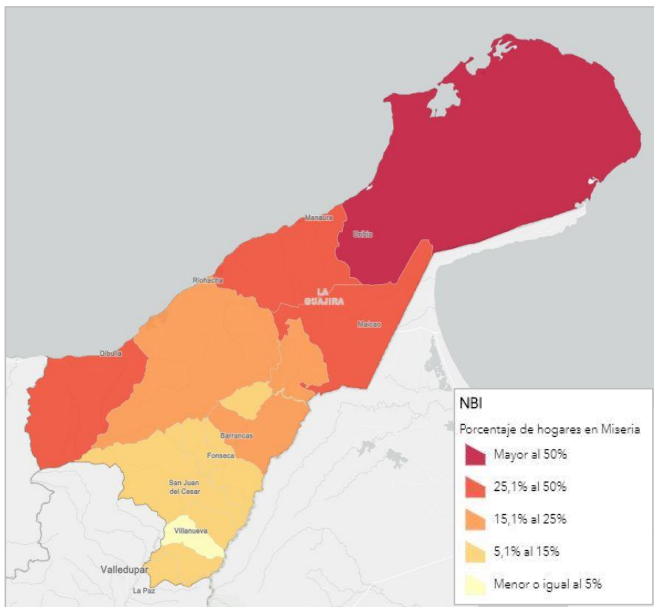 Manaura
Uribia
Riohacha
LA
GUAJIRA
Maicao
Dibulla
Barrancas
Fonseca
San Juan
del Cesar
Villanueva
Valledupar
La Paz
NBI
Porcentaje de hogares en Miseria
Mayor al 50%
25,1% al 50%
15,1% al 25%
5,1% al 15%
Menor o igual al 5%